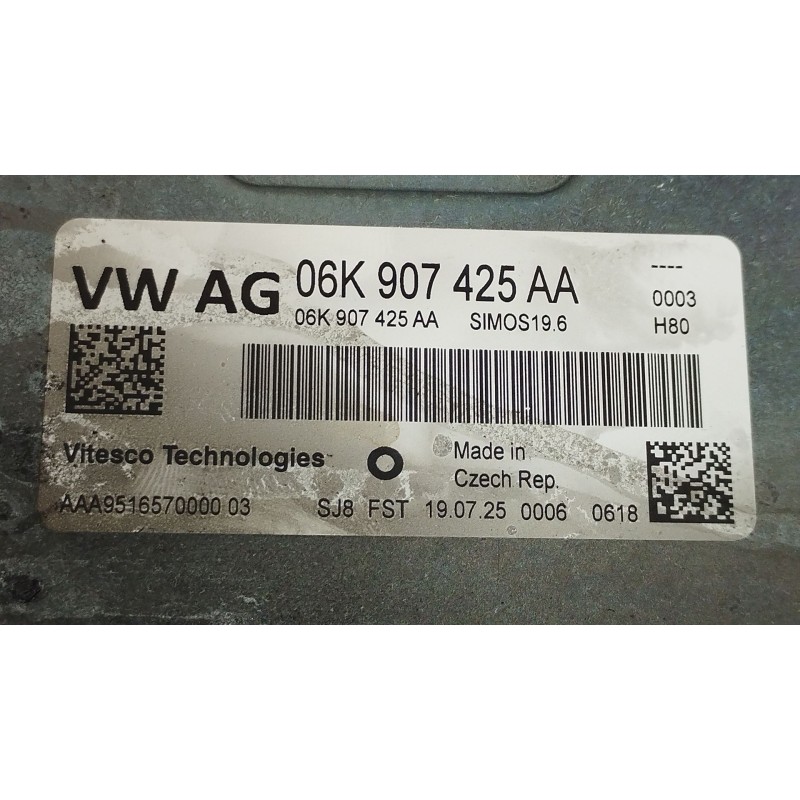 VW AG 06K 907 425 AA ----
06K 907 425 AA SIMOS19.6 0003
H80
Vitesco Technologies™ Made in
Czech Rep.
AAA9516570000 03 SJ8 FST 19.07.25 0006 0618